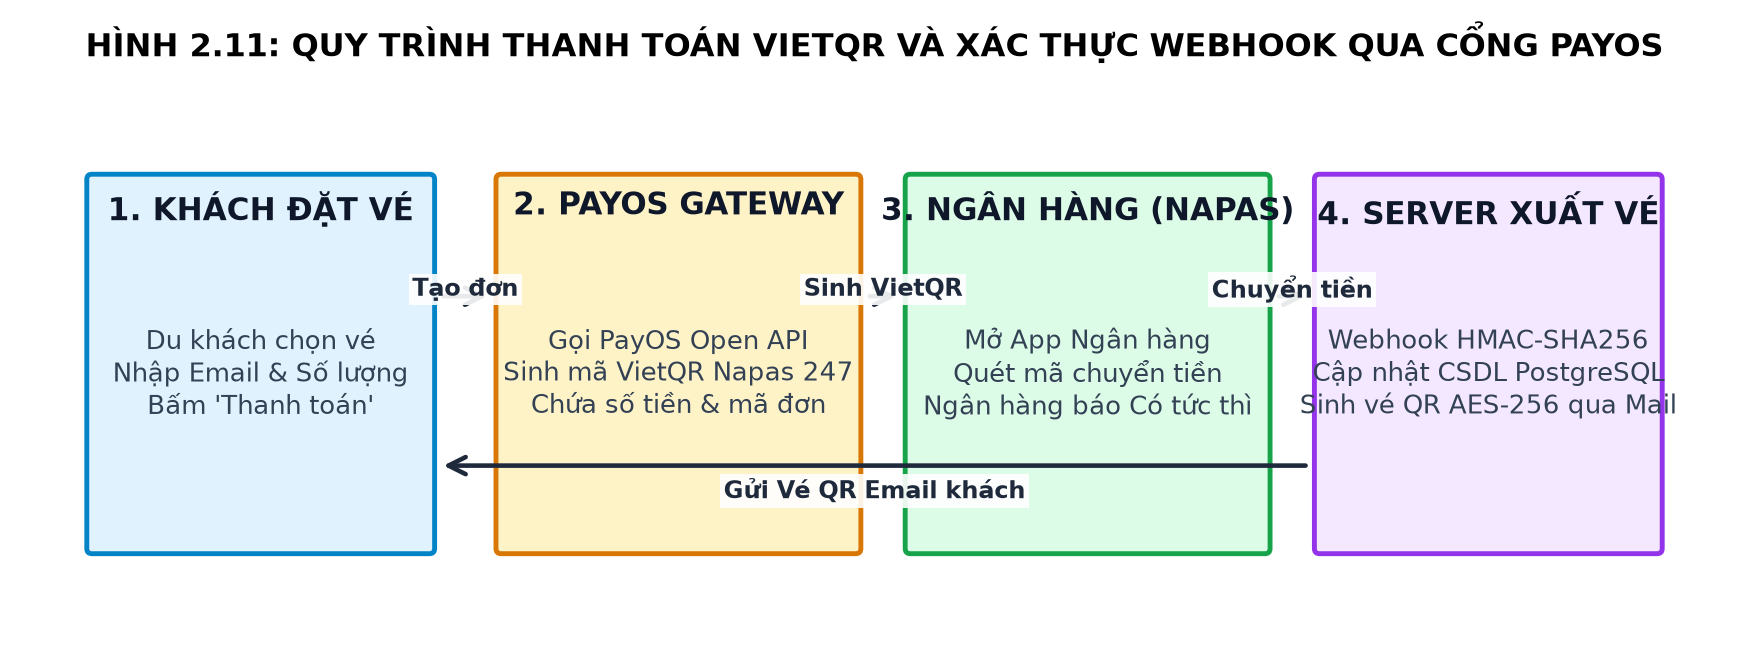 HÌNH 2.11: QUY TRÌNH THANH TOÁN VIETQR VÀ XÁC THỰC WEBHOOK QUA CỔNG PAYOS
1. KHÁCH ĐẶT VÉ
Du khách chọn vé
Nhập Email & Số lượng
Bấm 'Thanh toán'
Tạo đơn
2. PAYOS GATEWAY
Gọi PayOS Open API
Sinh mã VietQR Napas 247
Chứa số tiền & mã đơn
Sinh VietQR
3. NGÂN HÀNG (NAPAS)
Mở App Ngân hàng
Quét mã chuyển tiền
Ngân hàng báo Có tức thì
Chuyển tiền
4. SERVER XUẤT VÉ
Webhook HMAC-SHA256
Cập nhật CSDL PostgreSQL
Sinh vé QR AES-256 qua Mail
Gửi Vé QR Email khách